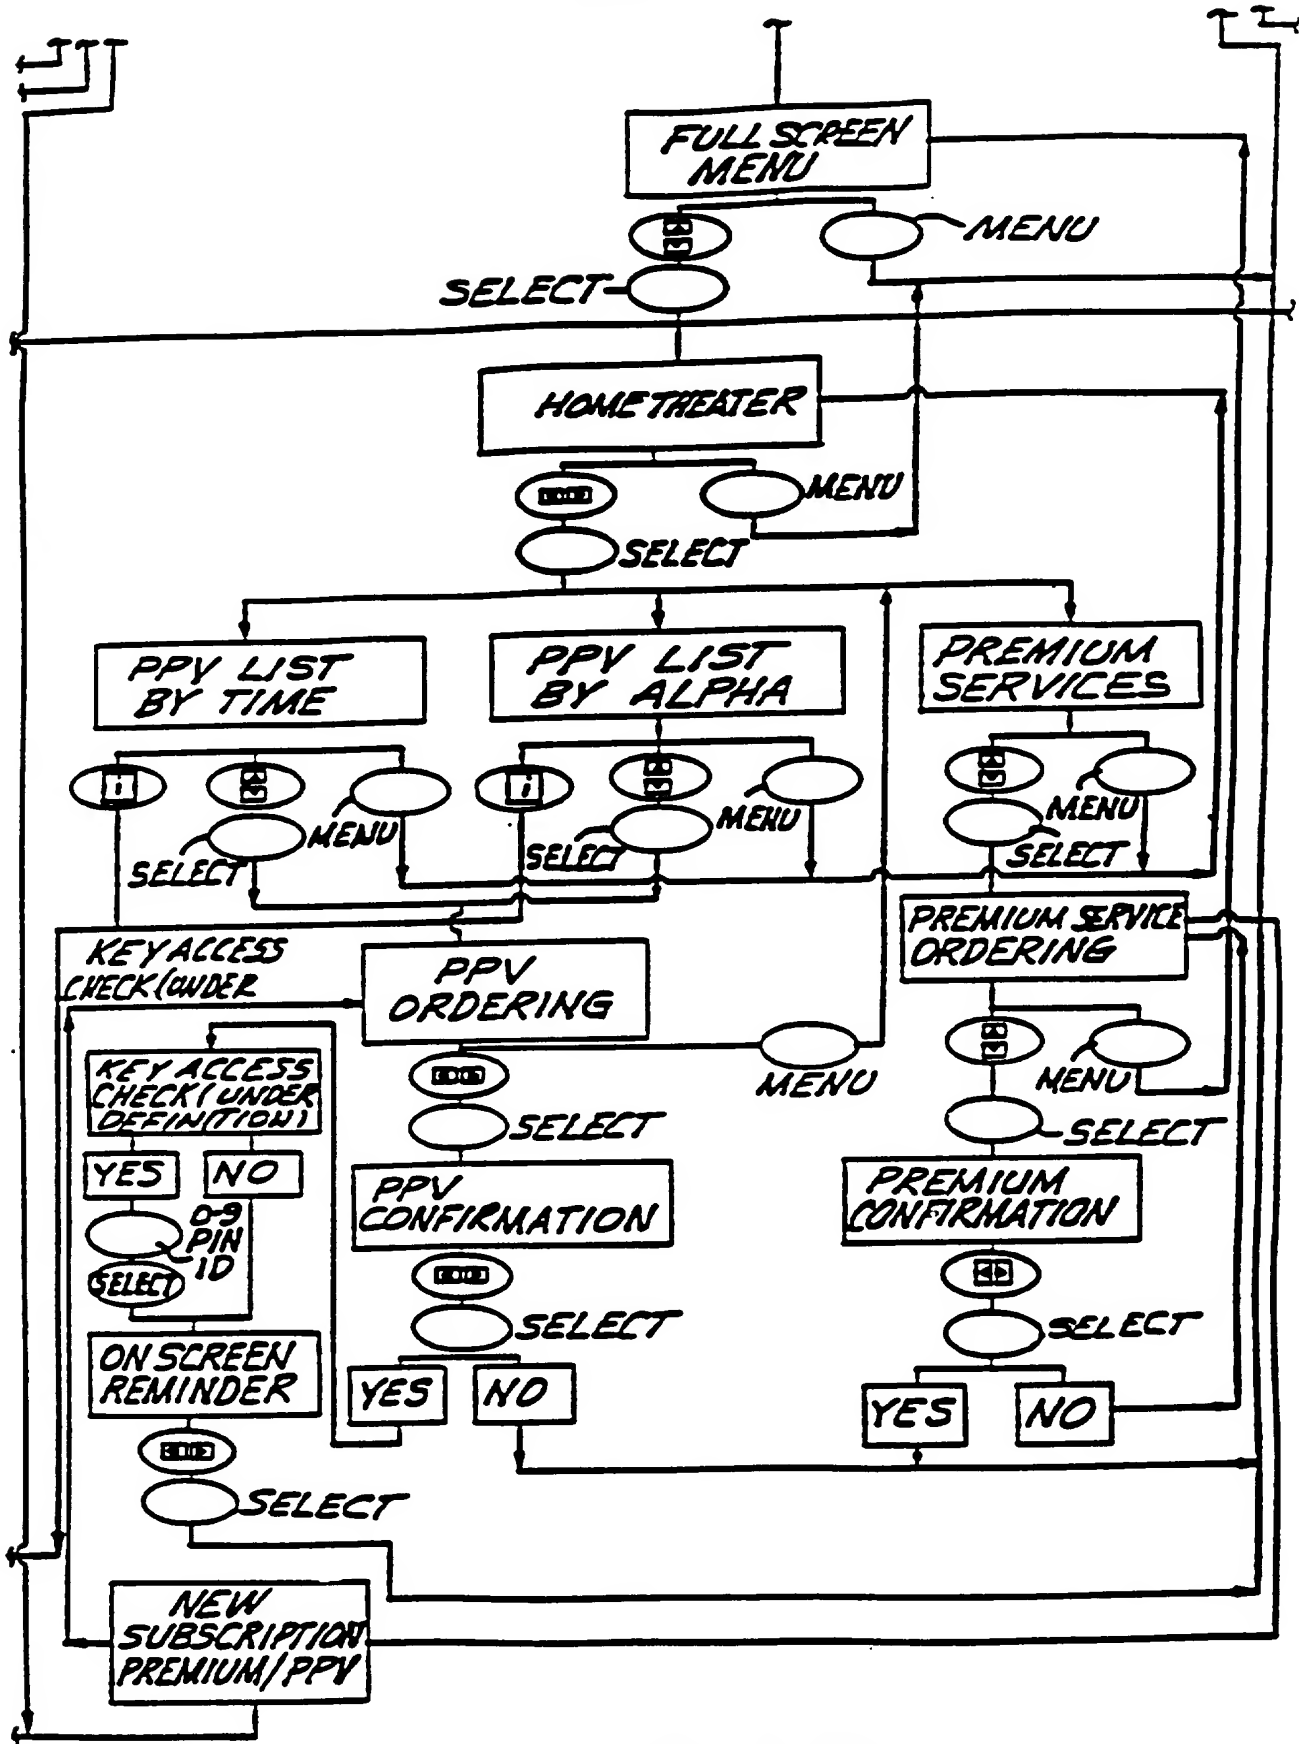 FULL SCREEN
MENU
MENU
SELECT
HOME THEATER
MENU
SELECT
PPV LIST
BY TIME
PPV LIST
BY ALPHA
PREMIUM
SERVICES
i
SELECT
MENU
i
SELECT
MENU
MENU
SELECT
KEY ACCESS
CHECK (UNDER
PPV
ORDERING
PREMIUM SERVICE
ORDERING
MENU
MENU
SELECT
KEY ACCESS
CHECK (UNDER
DEFINITION)
YES
NO
0-9
PIN
ID
SELECT
SELECT
PPV
CONFIRMATION
PREMIUM
CONFIRMATION
SELECT
SELECT
ON SCREEN
REMINDER
YES
NO
YES
NO
SELECT
NEW
SUBSCRIPTION
PREMIUM/PPV